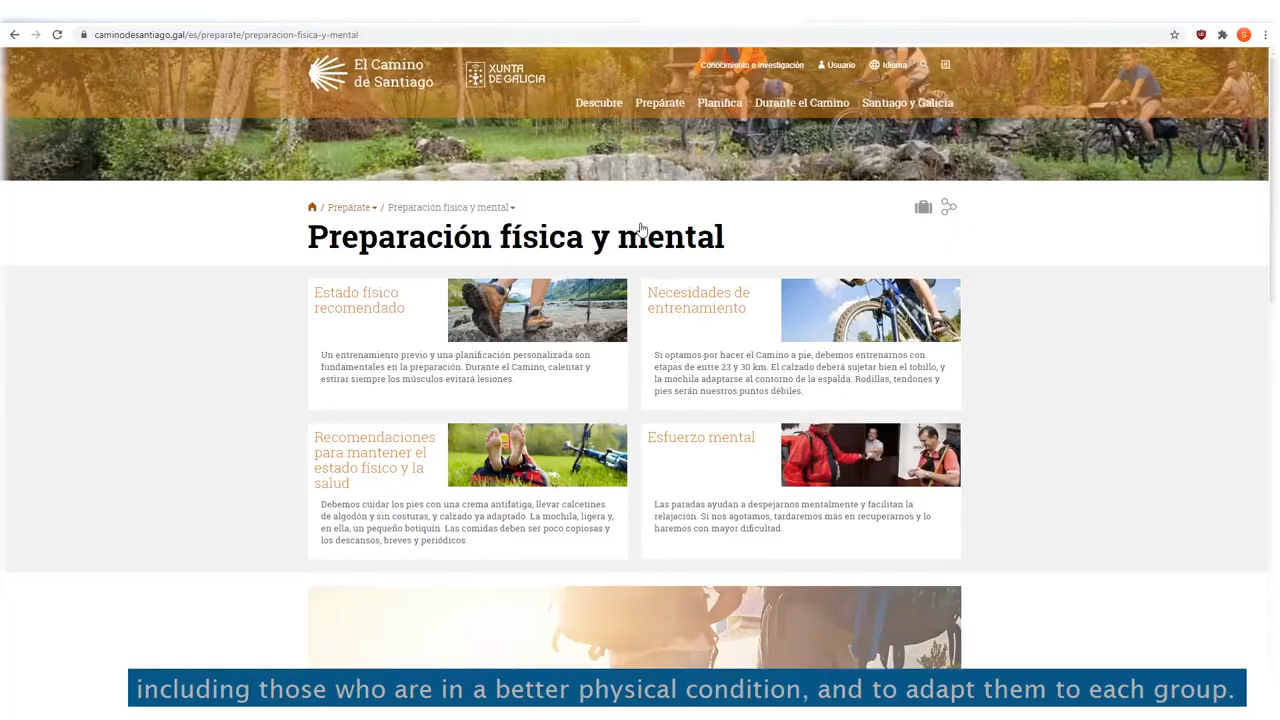 caminodesantiago.gal/es/preparate/preparacion-fisica-y-mental
S
El Camino
de Santiago
XUNTA
DE GALICIA
Conocimiento e investigación
Usuario
Idioma
Descubre
Prepárate
Planifica
Durante el Camino
Santiago y Galicia
/ Prepárate / Preparación física y mental
Preparación física y mental
Estado físico
recomendado
Un entrenamiento previo y una planificación personalizada son
fundamentales en la preparación. Durante el Camino, calentar y
estirar siempre los músculos evitará lesiones.
Necesidades de
entrenamiento
Si optamos por hacer el Camino a pie, debemos entrenarnos con
etapas de entre 23 y 30 km. El calzado deberá sujetar bien el tobillo, y
la mochila adaptarse al contorno de la espalda. Rodillas, tendones y
pies serán nuestros puntos débiles.
Recomendaciones
para mantener el
estado físico y la
salud
Debemos cuidar los pies con una crema antifatiga, llevar calcetines
de algodón y sin costuras, y calzado ya adaptado. La mochila, ligera y,
en ella, un pequeño botiquín. Las comidas deben ser poco copiosas y
los descansos, breves y periódicos.
Esfuerzo mental
Las paradas ayudan a despejarnos mentalmente y facilitan la
relajación. Si nos agotamos, tardaremos más en recuperarnos y lo
haremos con mayor dificultad.
including those who are in a better physical condition, and to adapt them to each group.